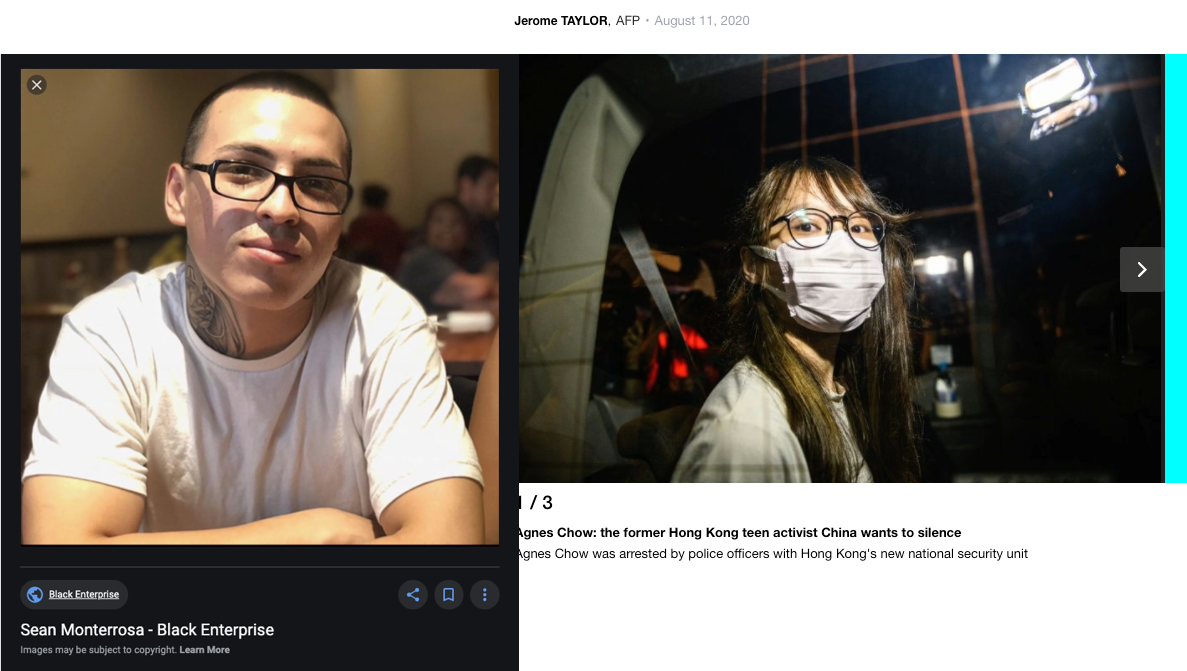 Jerome TAYLOR, AFP • August 11, 2020
1 / 3
Agnes Chow: the former Hong Kong teen activist China wants to silence
Agnes Chow was arrested by police officers with Hong Kong's new national security unit
Black Enterprise
Sean Monterrosa - Black Enterprise
Images may be subject to copyright. Learn More